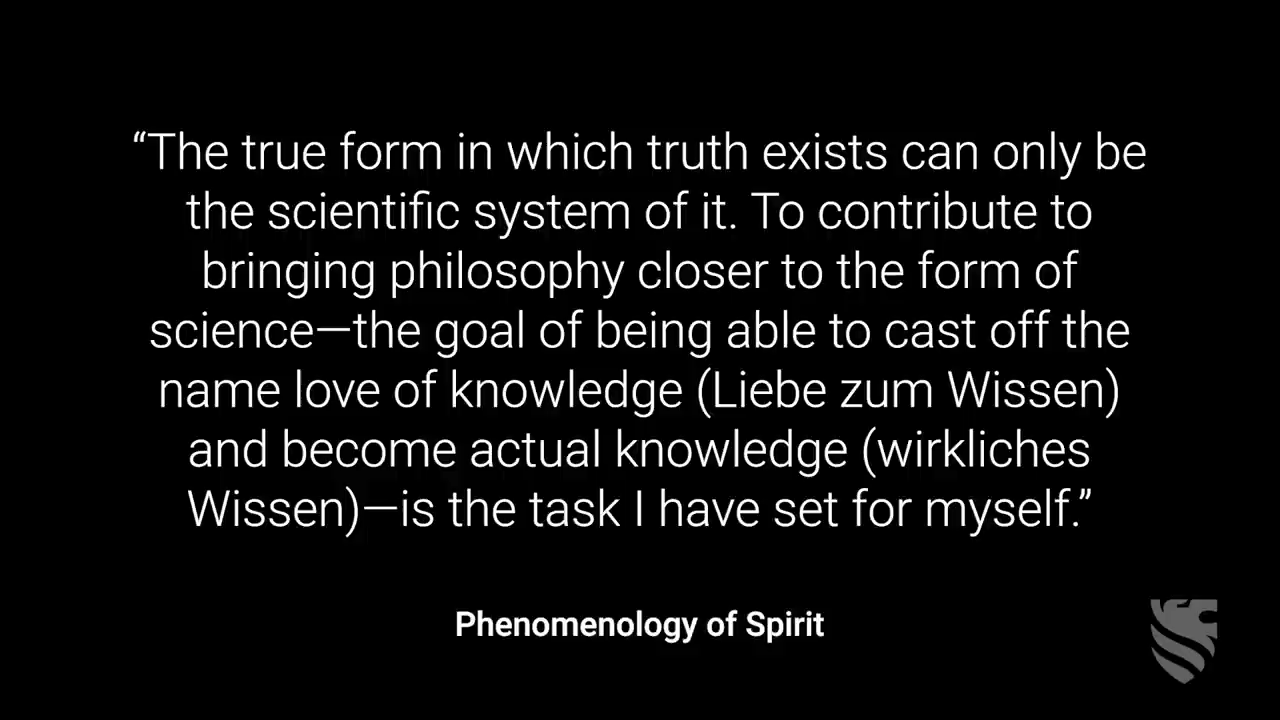 “The true form in which truth exists can only be
the scientific system of it. To contribute to
bringing philosophy closer to the form of
science—the goal of being able to cast off the
name love of knowledge (Liebe zum Wissen)
and become actual knowledge (wirkliches
Wissen)—is the task I have set for myself.”
Phenomenology of Spirit